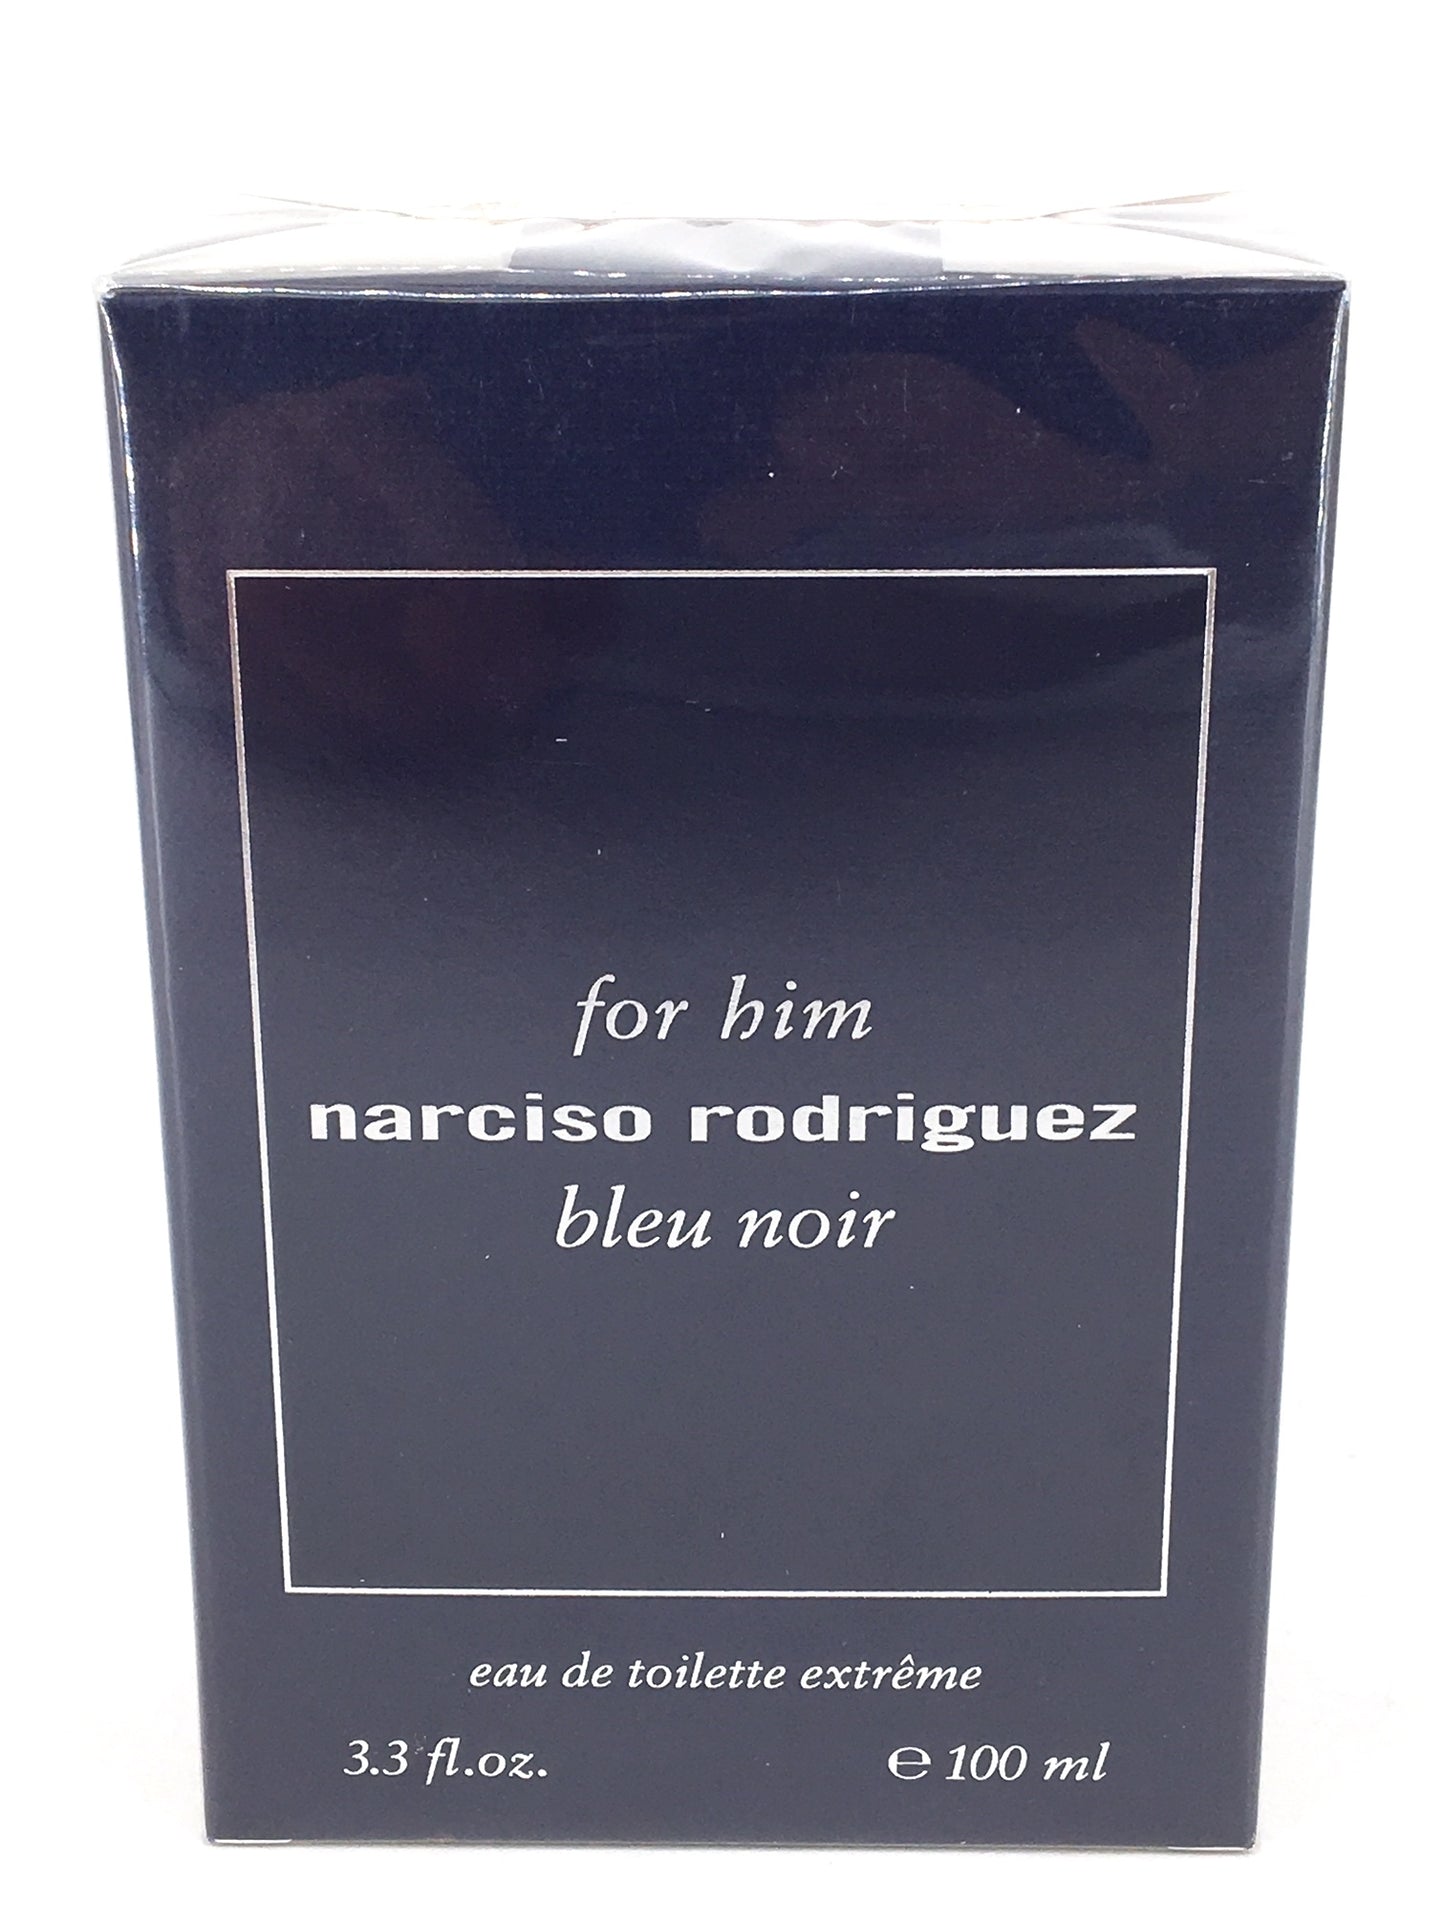 for him
narciso rodriguez
bleu noir
eau de toilette extrême
3.3 fl.oz. ℮ 100 ml